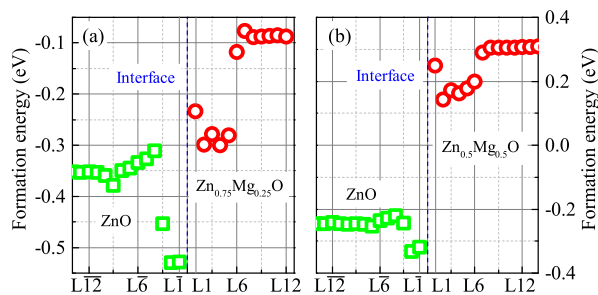 (a)
Interface
Zn₀.₇₅Mg₀.₂₅O
ZnO
Formation energy (eV)
-0.1
-0.2
-0.3
-0.4
-0.5
L1̅2̅
L6̅
L1̅
L1
L6
L12
(b)
Interface
Zn₀.₅Mg₀.₅O
ZnO
Formation energy (eV)
0.4
0.2
0.0
-0.2
-0.4
L1̅2̅
L6̅
L1̅
L1
L6
L12